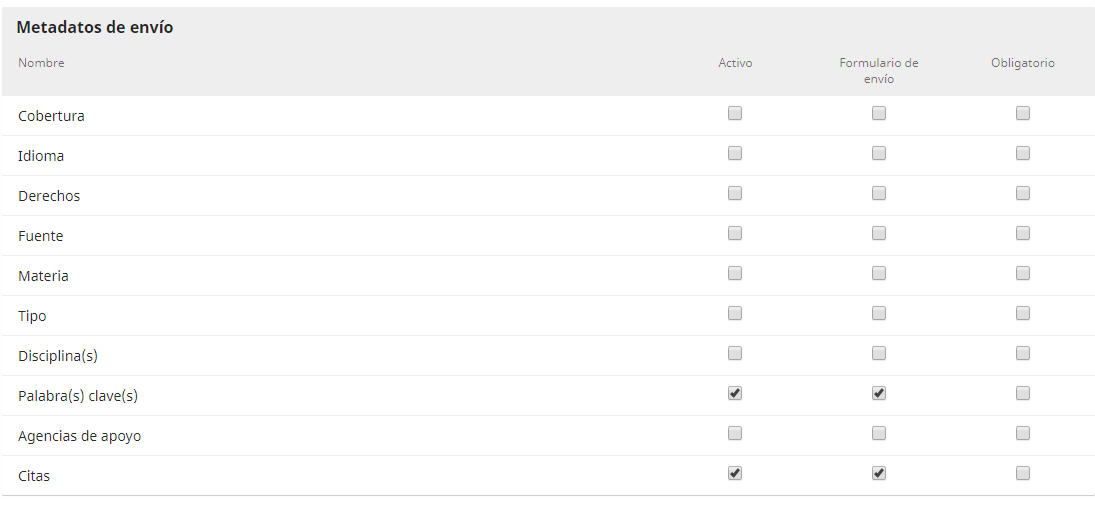 Metadatos de envío
Nombre Activo Formulario de envío Obligatorio
Cobertura
Idioma
Derechos
Fuente
Materia
Tipo
Disciplina(s)
Palabra(s) clave(s)
Agencias de apoyo
Citas